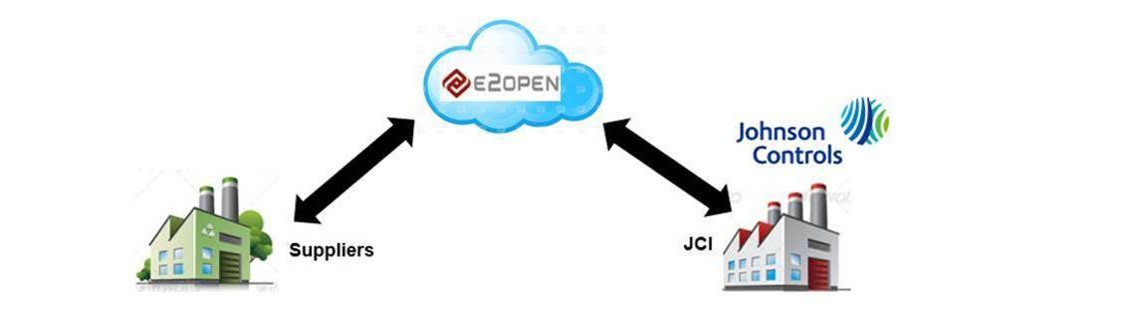 E2OPEN
Johnson
Controls
Suppliers
JCI